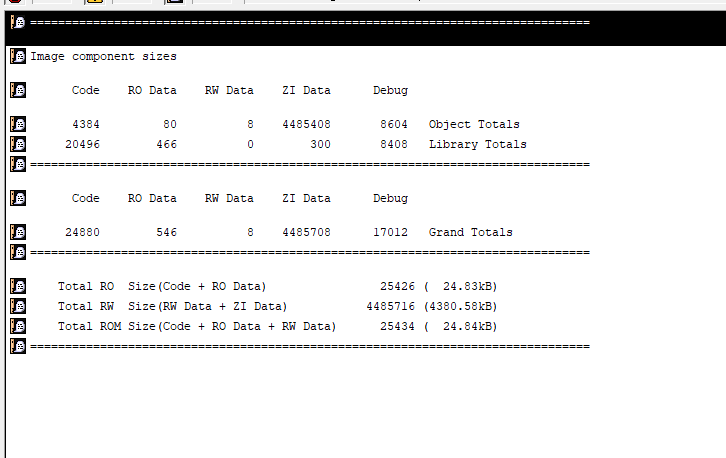 ================================================================================
Image component sizes
Code RO Data RW Data ZI Data Debug
4384 80 8 4485408 8604 Object Totals
20496 466 0 300 8408 Library Totals
================================================================================
Code RO Data RW Data ZI Data Debug
24880 546 8 4485708 17012 Grand Totals
================================================================================
Total RO Size(Code + RO Data) 25426 ( 24.83kB)
Total RW Size(RW Data + ZI Data) 4485716 (4380.58kB)
Total ROM Size(Code + RO Data + RW Data) 25434 ( 24.84kB)
================================================================================